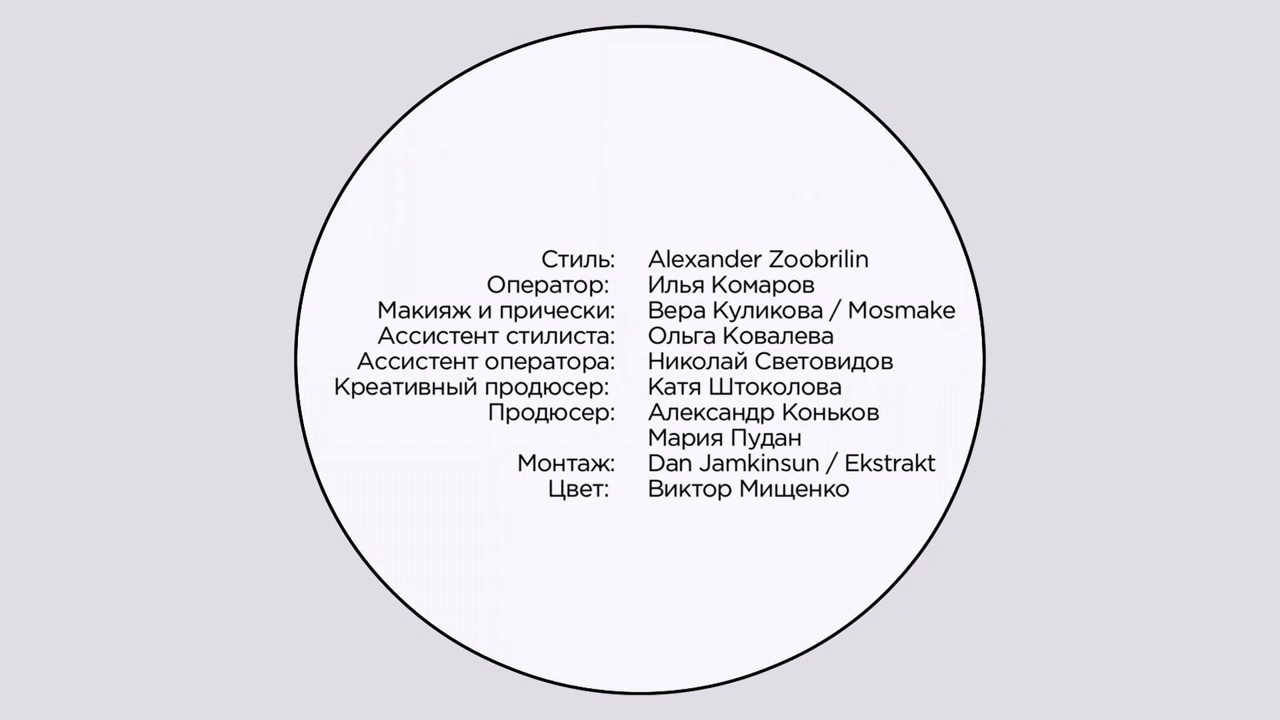 Стиль: Alexander Zoobrilin
Оператор: Илья Комаров
Макияж и прически: Вера Куликова / Mosmake
Ассистент стилиста: Ольга Ковалева
Ассистент оператора: Николай Световидов
Креативный продюсер: Катя Штоколова
Продюсер: Александр Коньков
Мария Пудан
Монтаж: Dan Jamkinsun / Ekstrakt
Цвет: Виктор Мищенко